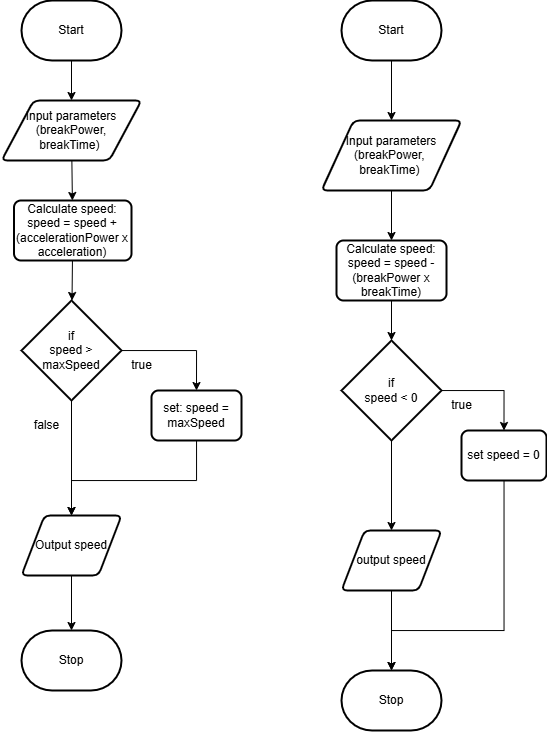 Start
Input parameters
(breakPower,
breakTime)
Calculate speed:
speed = speed +
(accelerationPower x
acceleration)
if
speed >
maxSpeed
true
set: speed =
maxSpeed
false
Output speed
Stop
Start
Input parameters
(breakPower,
breakTime)
Calculate speed:
speed = speed -
(breakPower x
breakTime)
if
speed < 0
true
set speed = 0
output speed
Stop